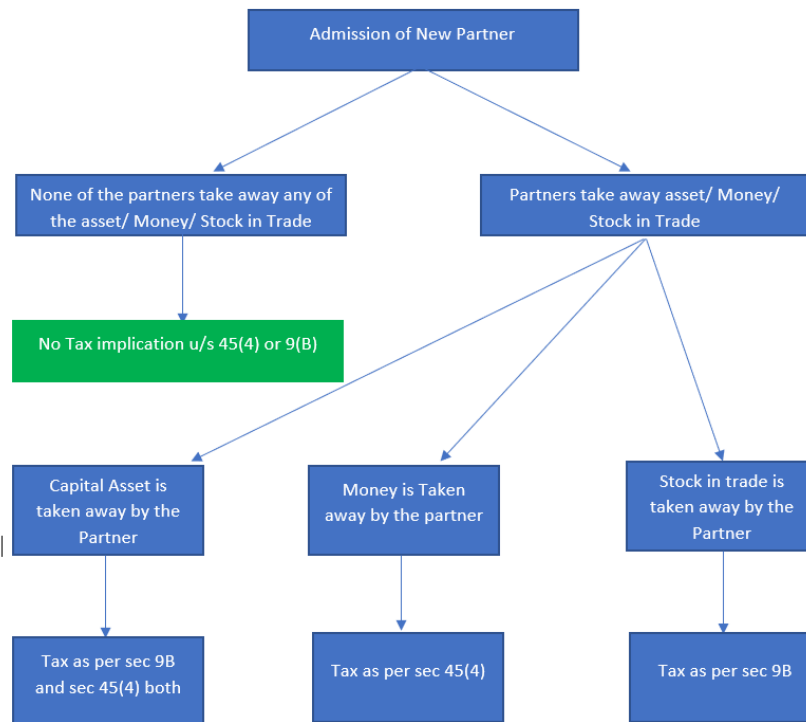 Admission of New Partner
None of the partners take away any of
the asset/ Money/ Stock in Trade
Partners take away asset/ Money/
Stock in Trade
No Tax implication u/s 45(4) or 9(B)
Capital Asset is
taken away by the
Partner
Money is Taken
away by the partner
Stock in trade is
taken away by the
Partner
Tax as per sec 9B
and sec 45(4) both
Tax as per sec 45(4)
Tax as per sec 9B